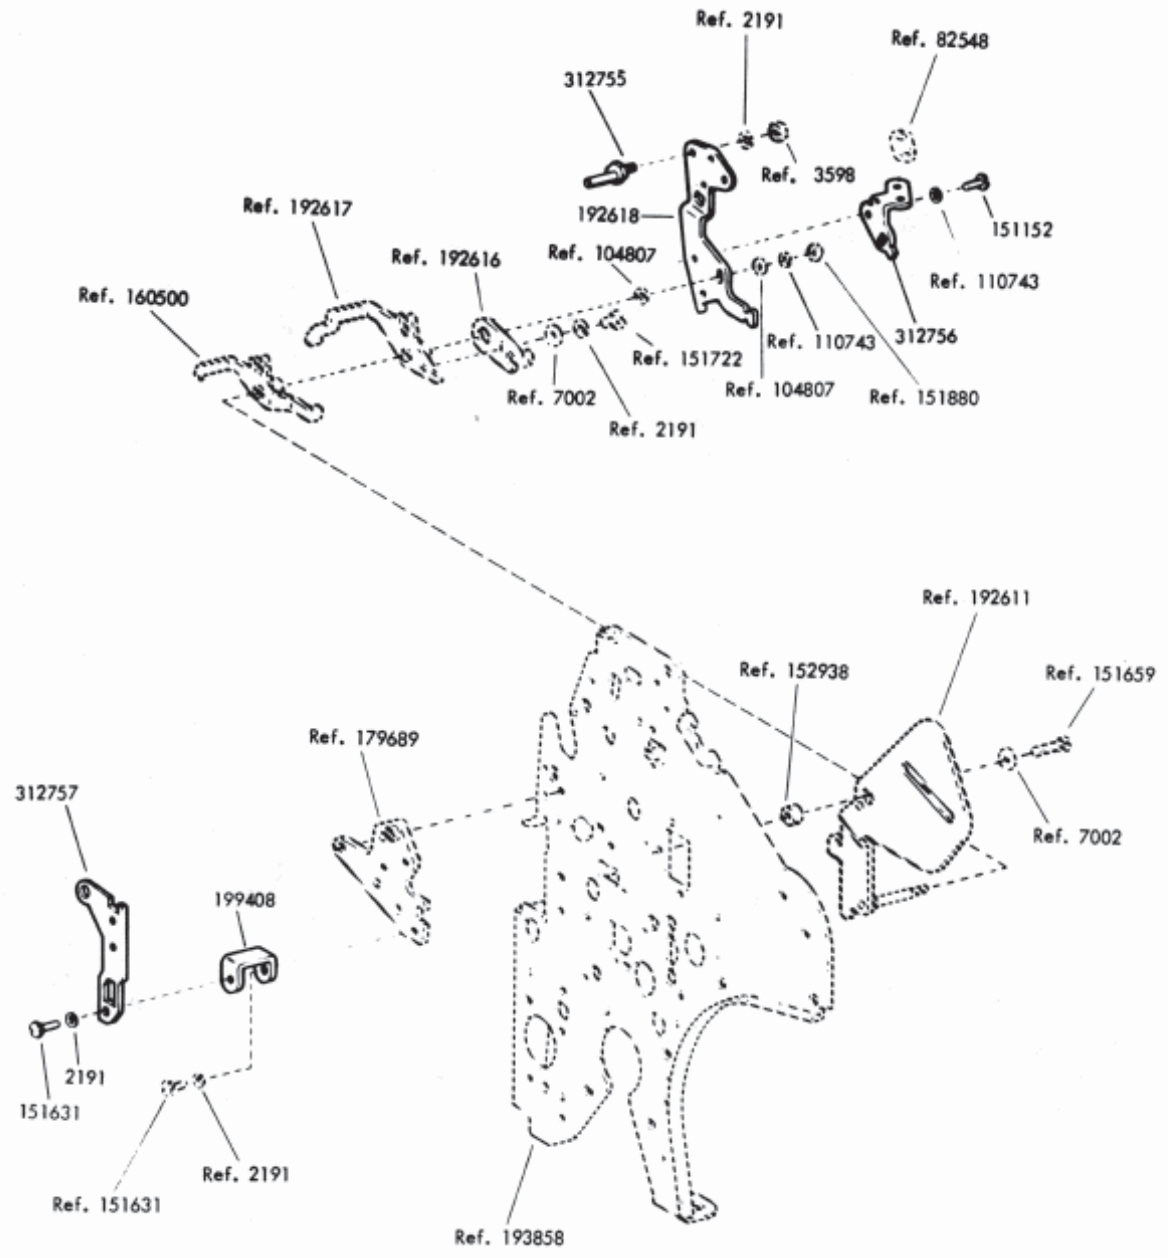 Ref. 2191
Ref. 82548
312755
Ref. 3598
Ref. 192617
192618
151152
Ref. 104807
Ref. 192616
Ref. 110743
Ref. 160500
312756
Ref. 110743
Ref. 151722
Ref. 104807
Ref. 7002
Ref. 151880
Ref. 2191
Ref. 192611
Ref. 152938
Ref. 151659
Ref. 179689
312757
Ref. 7002
199408
2191
151631
Ref. 2191
Ref. 151631
Ref. 193858